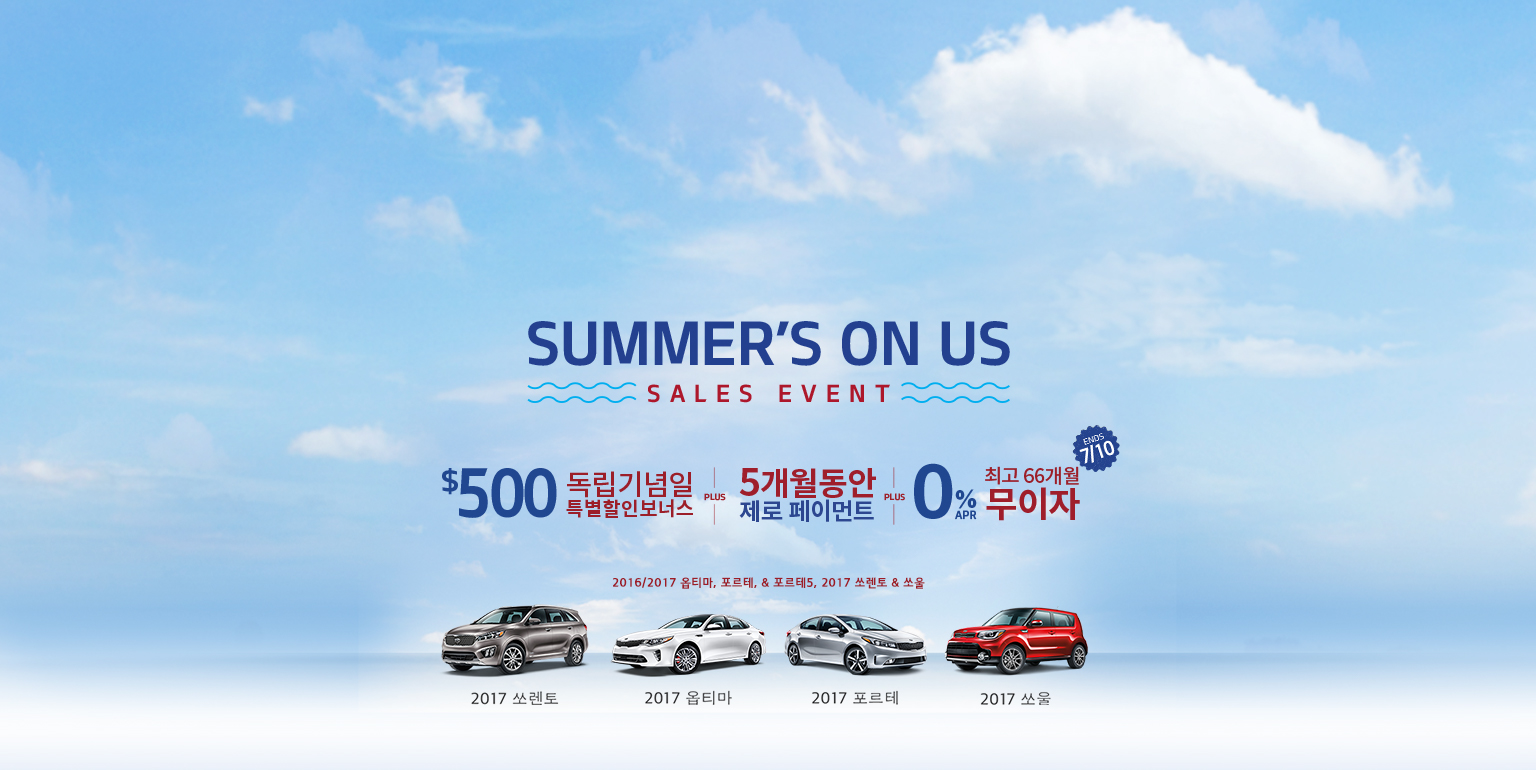 SUMMER'S ON US
SALES EVENT
ENDS
7/10
$500 독립기념일
특별할인보너스
PLUS
5개월동안
제로 페이먼트
PLUS
0% APR
최고 66개월
무이자
2016/2017 옵티마, 포르테, & 포르테5, 2017 쏘렌토 & 쏘울
2017 쏘렌토
2017 옵티마
2017 포르테
2017 쏘울